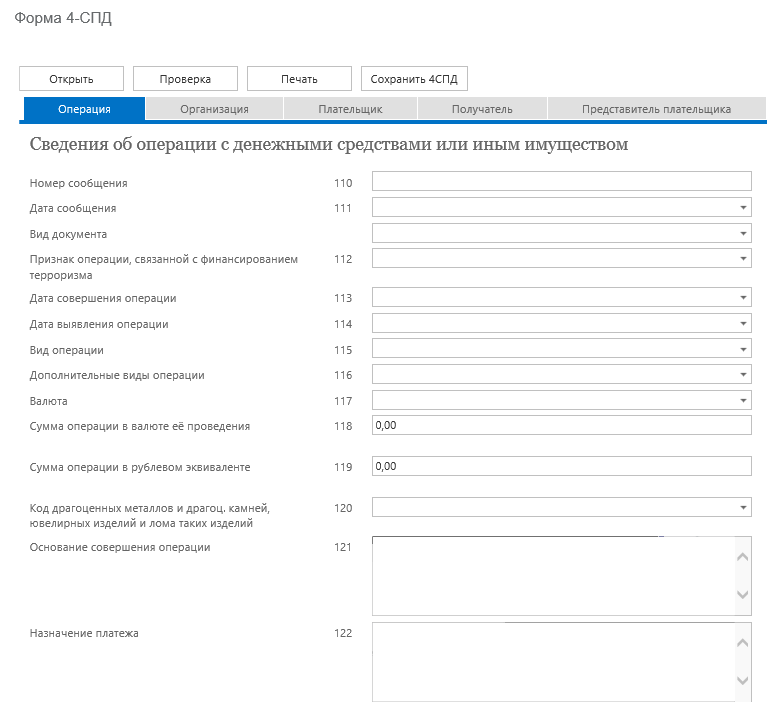 Форма 4-СПД
Открыть Проверка Печать Сохранить 4СПД
Операция Организация Плательщик Получатель Представитель плательщика
Сведения об операции с денежными средствами или иным имуществом
Номер сообщения 110
Дата сообщения 111
Вид документа
Признак операции, связанной с финансированием 112
терроризма
Дата совершения операции 113
Дата выявления операции 114
Вид операции 115
Дополнительные виды операции 116
Валюта 117
Сумма операции в валюте её проведения 118 0,00
Сумма операции в рублевом эквиваленте 119 0,00
Код драгоценных металлов и драгоц. камней, 120
ювелирных изделий и лома таких изделий
Основание совершения операции 121
Назначение платежа 122